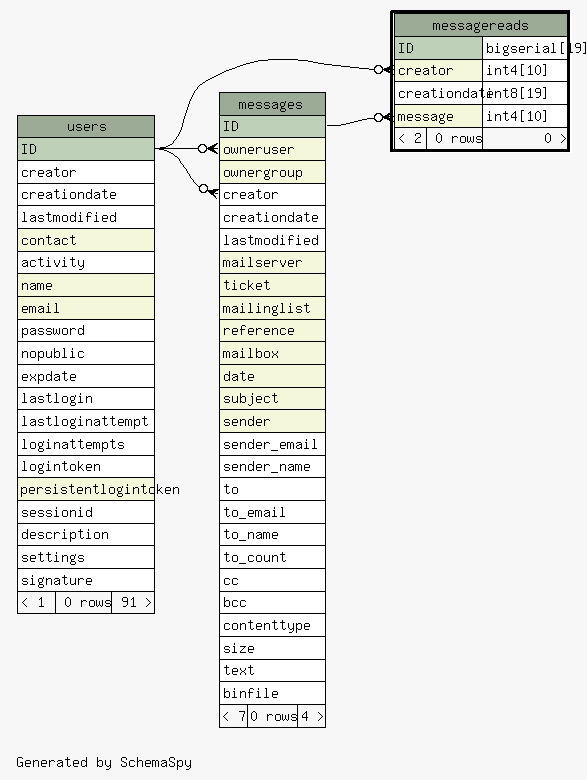 messagereads
ID bigserial[19]
creator int4[10]
creationdate int8[19]
message int4[10]
< 2 0 rows 0 >
messages
ID
owneruser
ownergroup
creator
creationdate
lastmodified
mailserver
ticket
mailinglist
reference
mailbox
date
subject
sender
sender_email
sender_name
to
to_email
to_name
to_count
cc
bcc
contenttype
size
text
binfile
< 7 0 rows 4 >
users
ID
creator
creationdate
lastmodified
contact
activity
name
email
password
nopublic
expdate
lastlogin
lastloginattempt
loginattempts
logintoken
persistentlogintoken
sessionid
description
settings
signature
< 1 0 rows 91 >
Generated by SchemaSpy